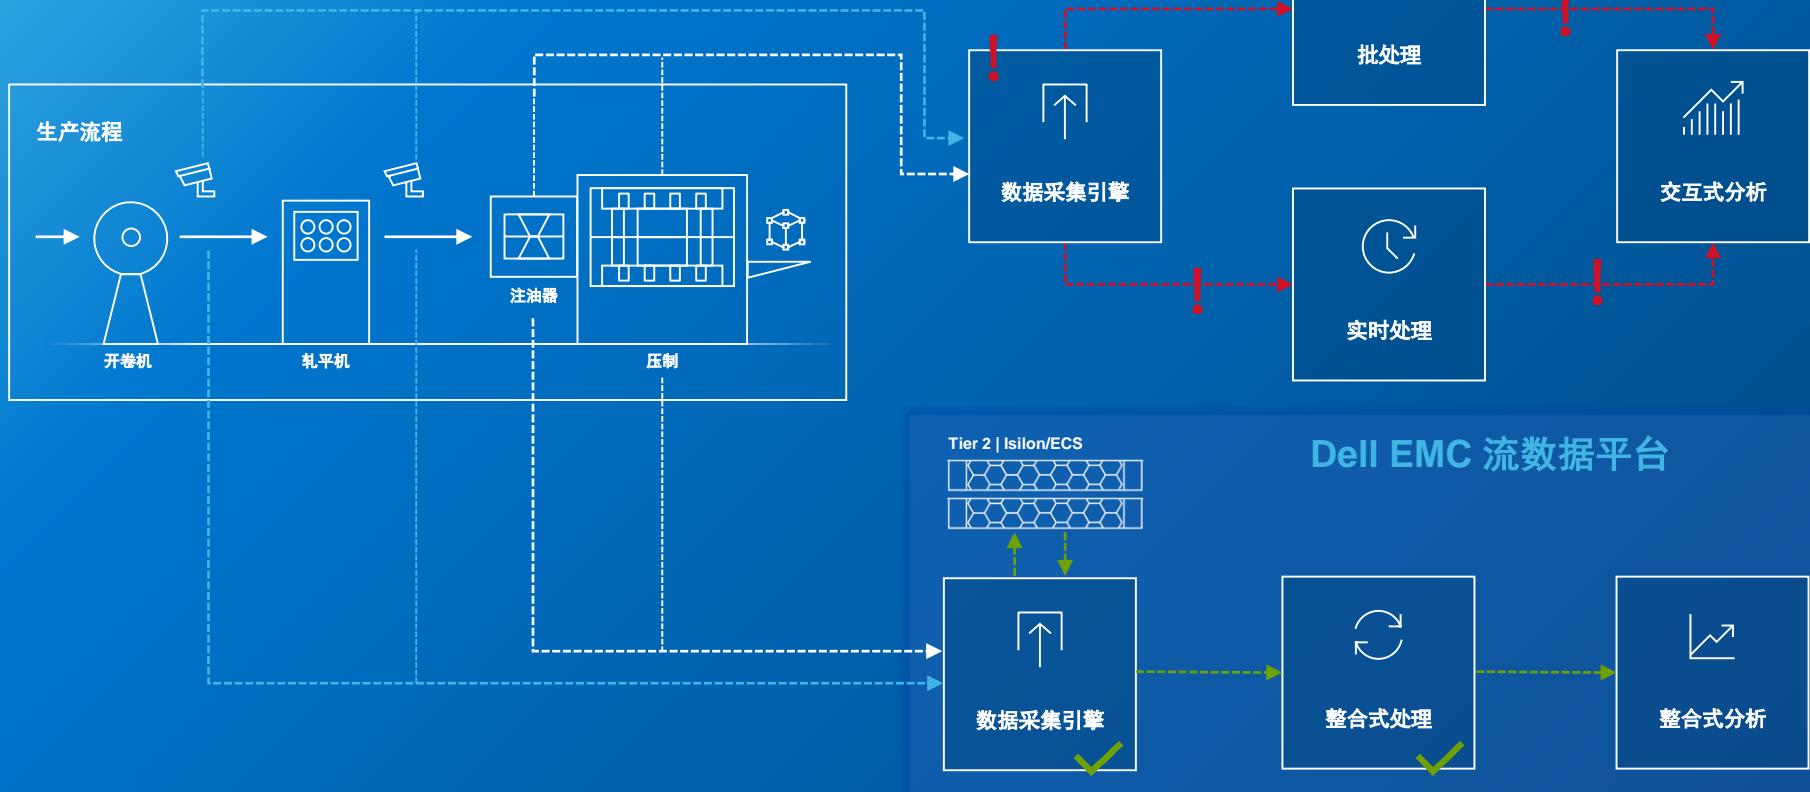 批处理
生产流程
数据采集引擎
交互式分析
注油器
实时处理
开卷机
轧平机
压制
Tier 2 | Isilon/ECS
Dell EMC 流数据平台
数据采集引擎
整合式处理
整合式分析